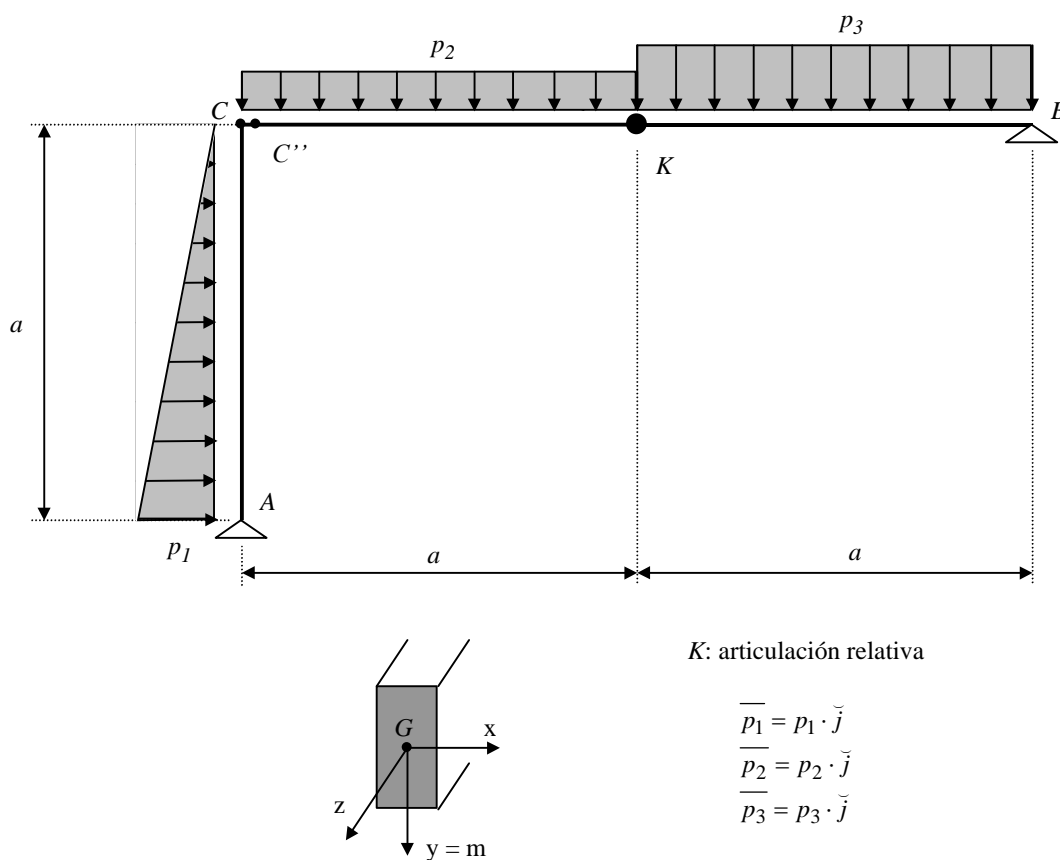 p₃
p₂
C
B
C’’
K
a
A
p₁
a
a
K: articulación relativa
G
x
z
y = m
p₁ = p₁ · j
p₂ = p₂ · j
p₃ = p₃ · j